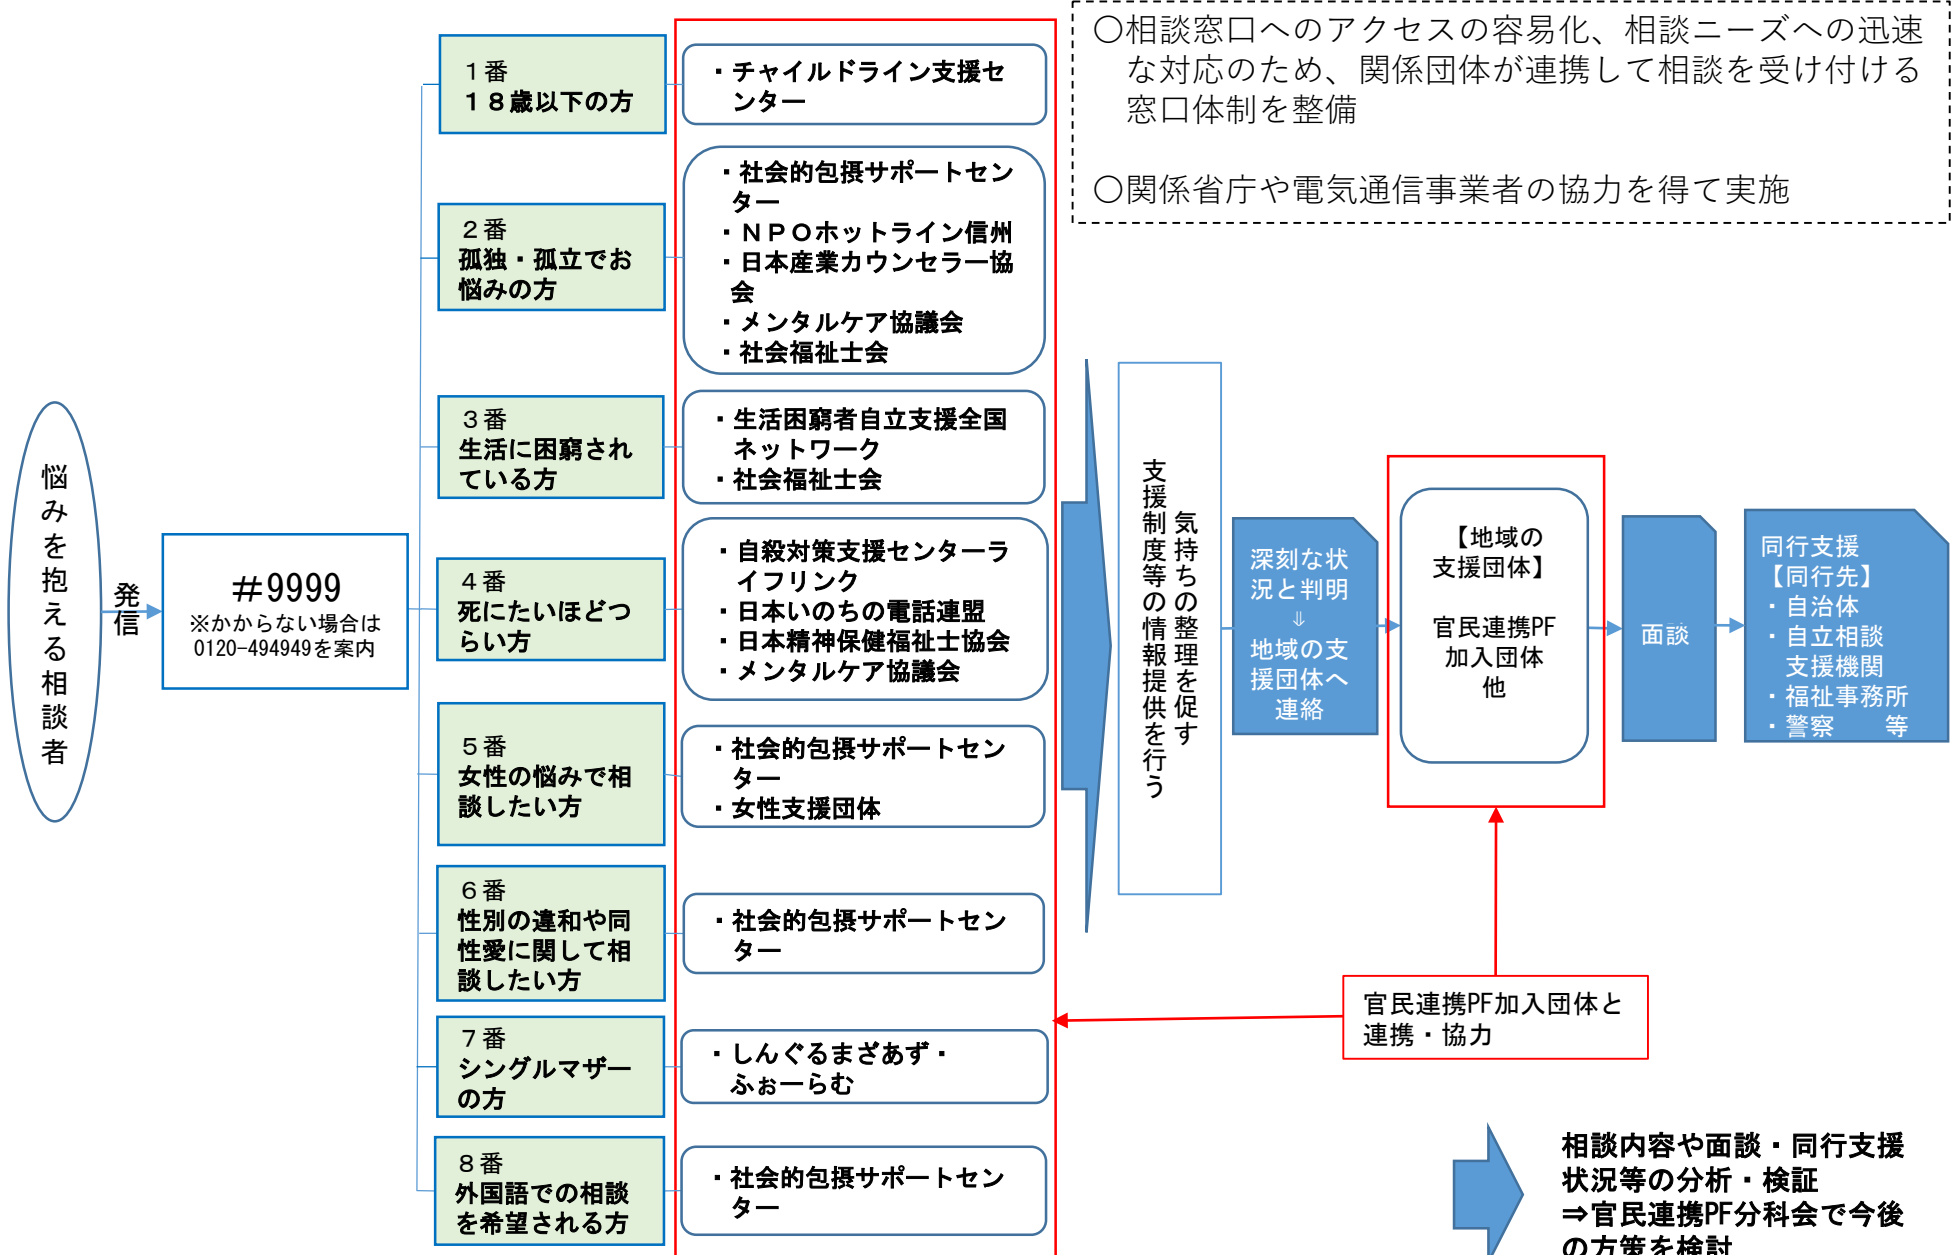 〇相談窓口へのアクセスの容易化、相談ニーズへの迅速
な対応のため、関係団体が連携して相談を受け付ける
窓口体制を整備
〇関係省庁や電気通信事業者の協力を得て実施
悩みを抱える相談者
発信
#9999
※かからない場合は
0120-494949を案内
１番
１８歳以下の方
・チャイルドライン支援セ
ンター
２番
孤独・孤立でお
悩みの方
・社会的包摂サポートセン
ター
・ＮＰＯホットライン信州
・日本産業カウンセラー協
会
・メンタルケア協議会
・社会福祉士会
３番
生活に困窮され
ている方
・生活困窮者自立支援全国
ネットワーク
・社会福祉士会
４番
死にたいほどつ
らい方
・自殺対策支援センターラ
イフリンク
・日本いのちの電話連盟
・日本精神保健福祉士協会
・メンタルケア協議会
５番
女性の悩みで相
談したい方
・社会的包摂サポートセン
ター
・女性支援団体
６番
性別の違和や同
性愛に関して相
談したい方
・社会的包摂サポートセン
ター
７番
シングルマザー
の方
・しんぐるまざあず・
ふぉーらむ
８番
外国語での相談
を希望される方
・社会的包摂サポートセン
ター
気持ちの整理を促す
支援制度等の情報提供を行う
深刻な状
況と判明
⇓
地域の支
援団体へ
連絡
【地域の
支援団体】
官民連携PF
加入団体
他
面談
同行支援
【同行先】
・自治体
・自立相談
支援機関
・福祉事務所
・警察　　等
官民連携PF加入団体と
連携・協力
相談内容や面談・同行支援
状況等の分析・検証
⇒官民連携PF分科会で今後
の方策を検討